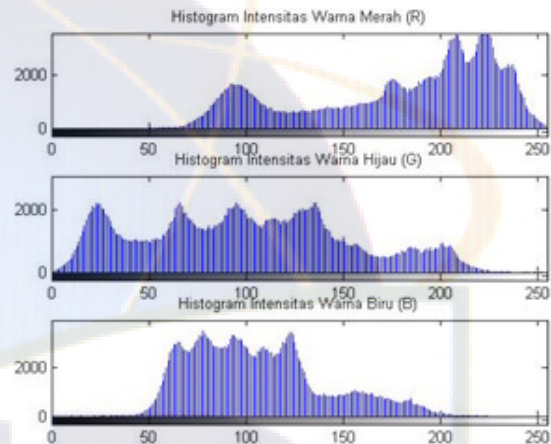 Histogram Intensitas Warna Merah (R)
2000
0
0 50 100 150 200 250
Histogram Intensitas Warna Hijau (G)
2000
0
0 50 100 150 200 250
Histogram Intensitas Warna Biru (B)
2000
0
0 50 100 150 200 250